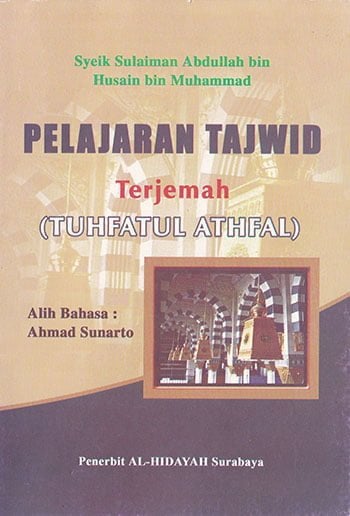 Syeik Sulaiman Abdullah bin
Husain bin Muhammad
PELAJARAN TAJWID
Terjemah
(TUHFATUL ATHFAL)
Alih Bahasa :
Ahmad Sunarto
Penerbit AL-HIDAYAH Surabaya